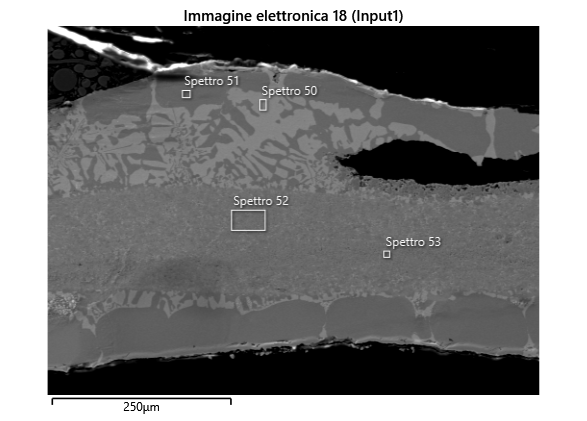 Immagine elettronica 18 (Input1)
Spettro 51
Spettro 50
Spettro 52
Spettro 53
250µm